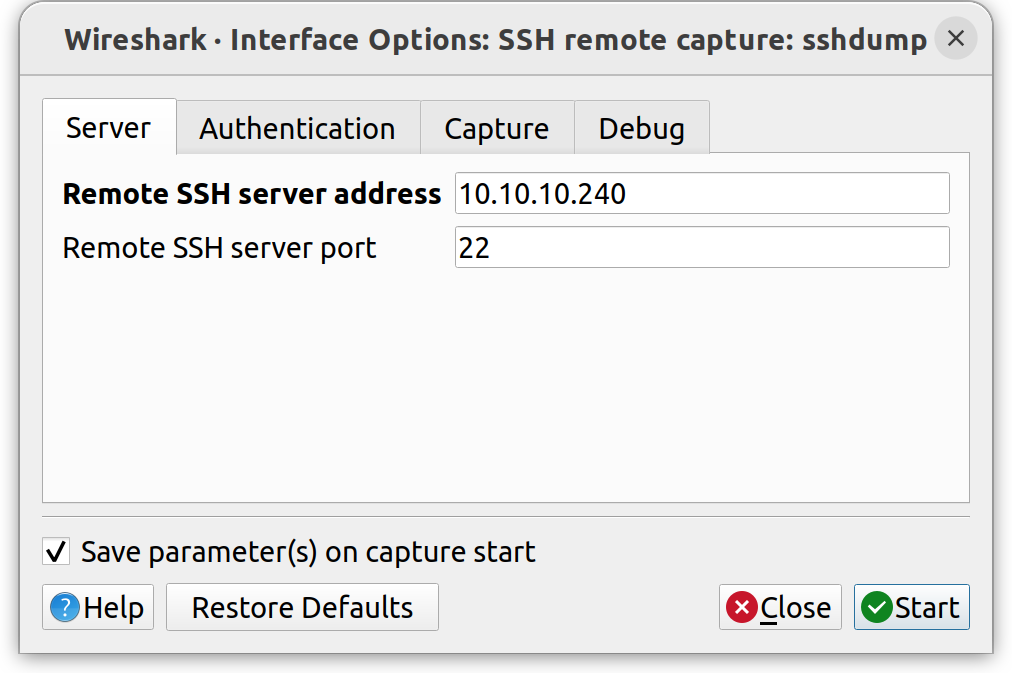 Wireshark · Interface Options: SSH remote capture: sshdump
Server Authentication Capture Debug
Remote SSH server address 10.10.10.240
Remote SSH server port 22
Save parameter(s) on capture start
Help Restore Defaults Close Start